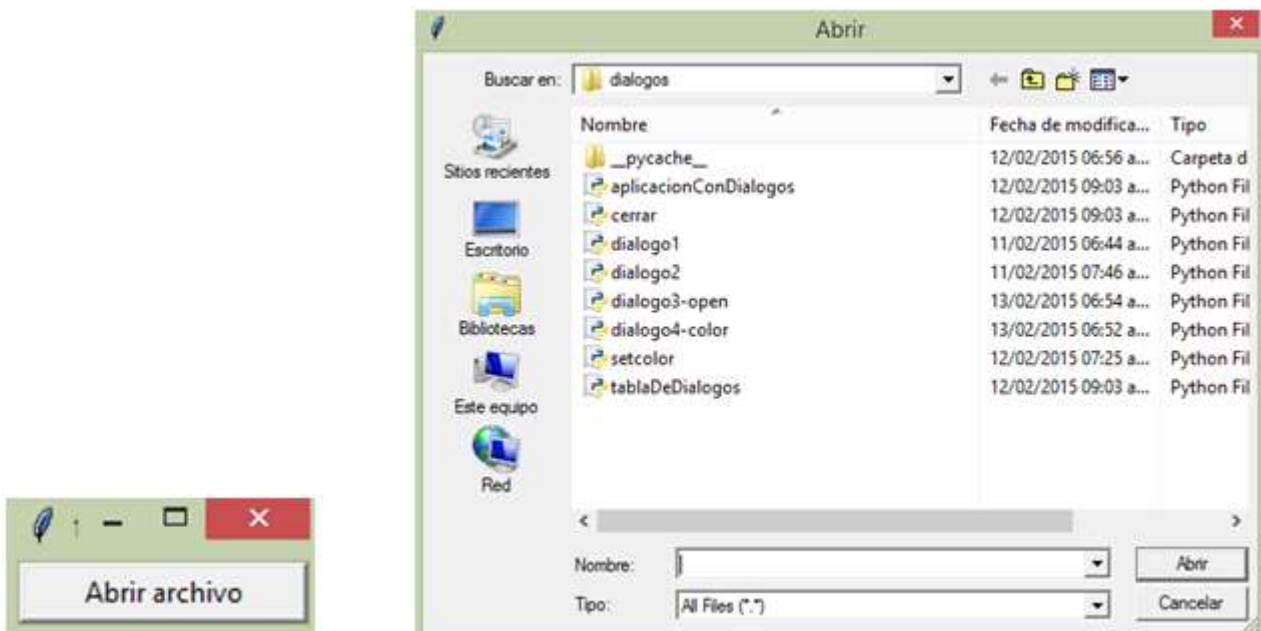 Abrir
Buscar en: dialogos
Nombre Fecha de modifica... Tipo
__pycache__ 12/02/2015 06:56 a... Carpeta d
aplicacionConDialogos 12/02/2015 09:03 a... Python Fil
cerrar 12/02/2015 09:03 a... Python Fil
dialogo1 11/02/2015 06:44 a... Python Fil
dialogo2 11/02/2015 07:46 a... Python Fil
dialogo3-open 13/02/2015 06:54 a... Python Fil
dialogo4-color 13/02/2015 06:52 a... Python Fil
setcolor 12/02/2015 07:25 a... Python Fil
tablaDeDialogos 12/02/2015 09:03 a... Python Fil
Sitios recientes
Escritorio
Bibliotecas
Este equipo
Red
Nombre: Abrir
Tipo: All Files (*.*) Cancelar
Abrir archivo